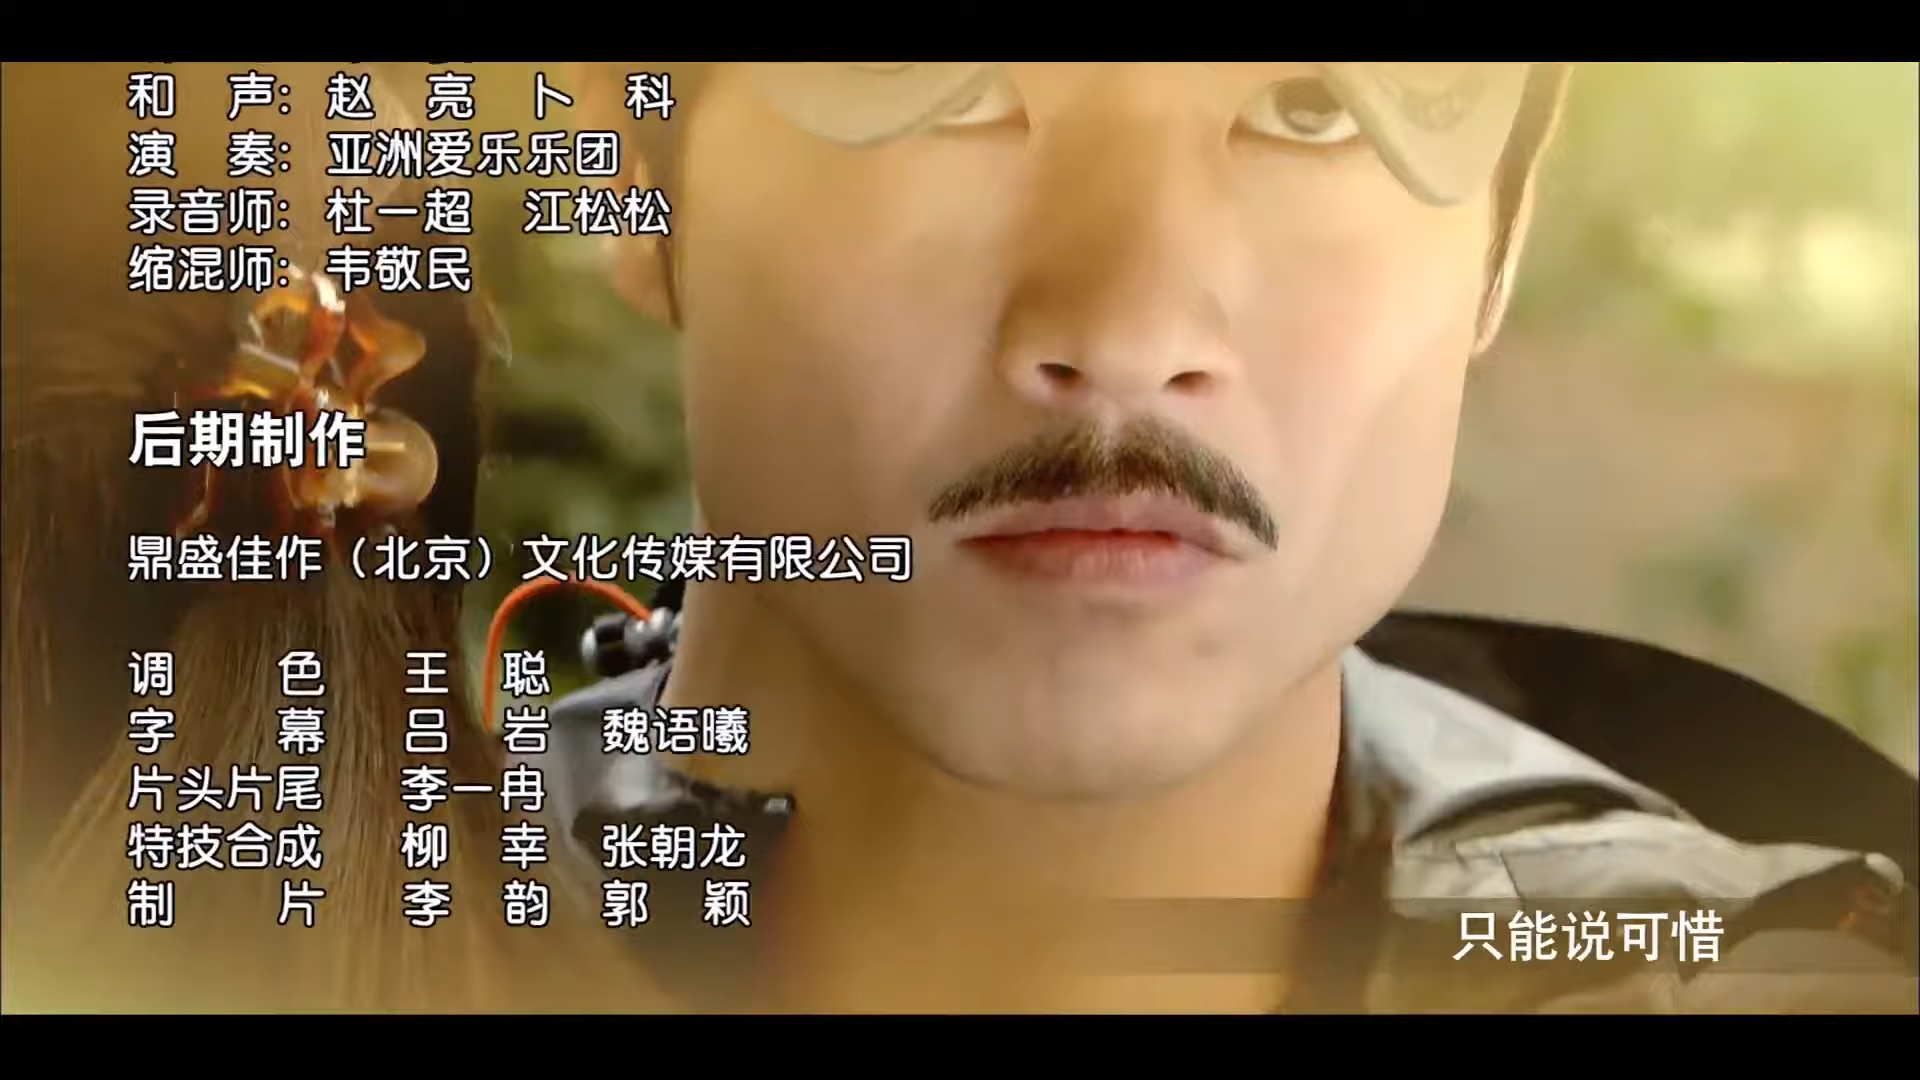 和 声: 赵 亮 卜 科
演 奏: 亚洲爱乐乐团
录音师: 杜一超 江松松
缩混师: 韦敬民
后期制作
鼎盛佳作（北京）文化传媒有限公司
调 色 王 聪
字 幕 吕 岩 魏语曦
片头片尾 李一冉
特技合成 柳 幸 张朝龙
制 片 李 韵 郭 颖
只能说可惜